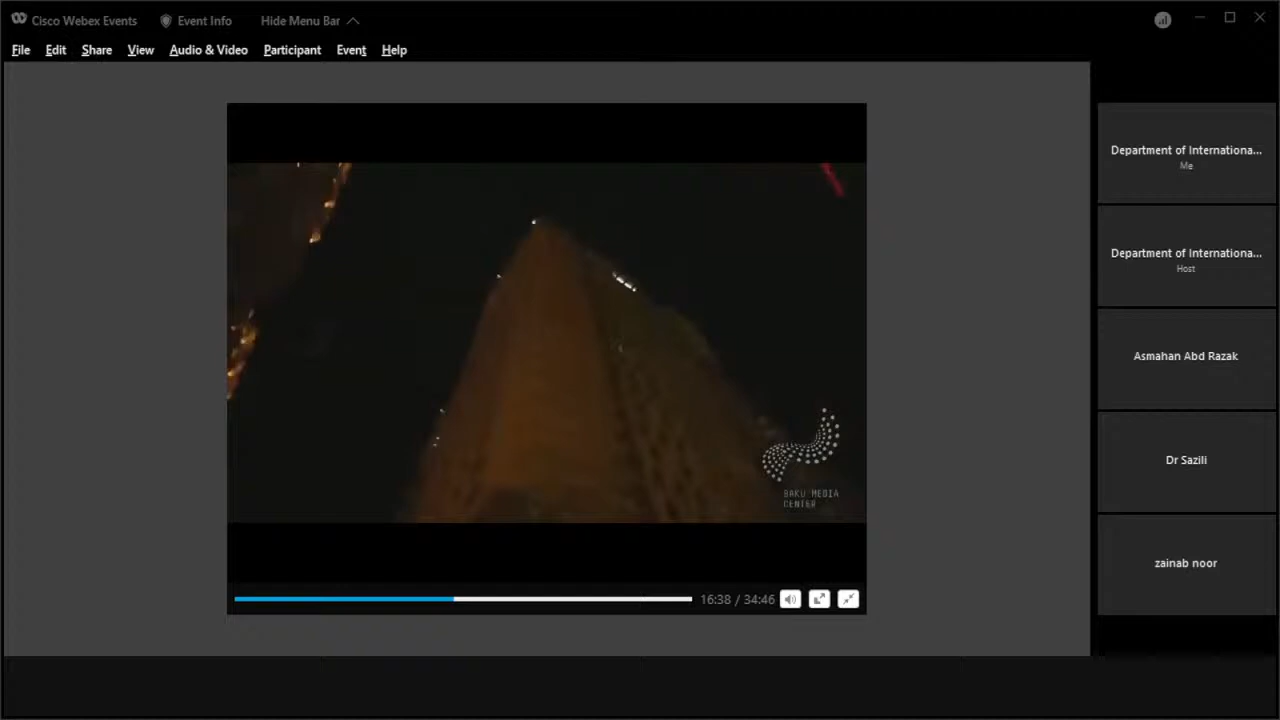 Cisco Webex Events
Event Info
Hide Menu Bar
File Edit Share View Audio & Video Participant Event Help
Department of Internationa...
Me
Department of Internationa...
Host
Asmahan Abd Razak
Dr Sazili
zainab noor
BAKU MEDIA
CENTER
16:38 / 34:46